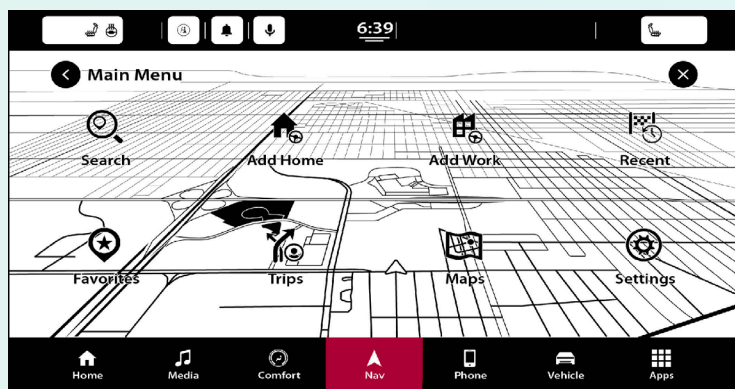 6:39
Main Menu
Search Add Home Add Work Recent
Favorites Trips Maps Settings
Home Media Comfort Nav Phone Vehicle Apps